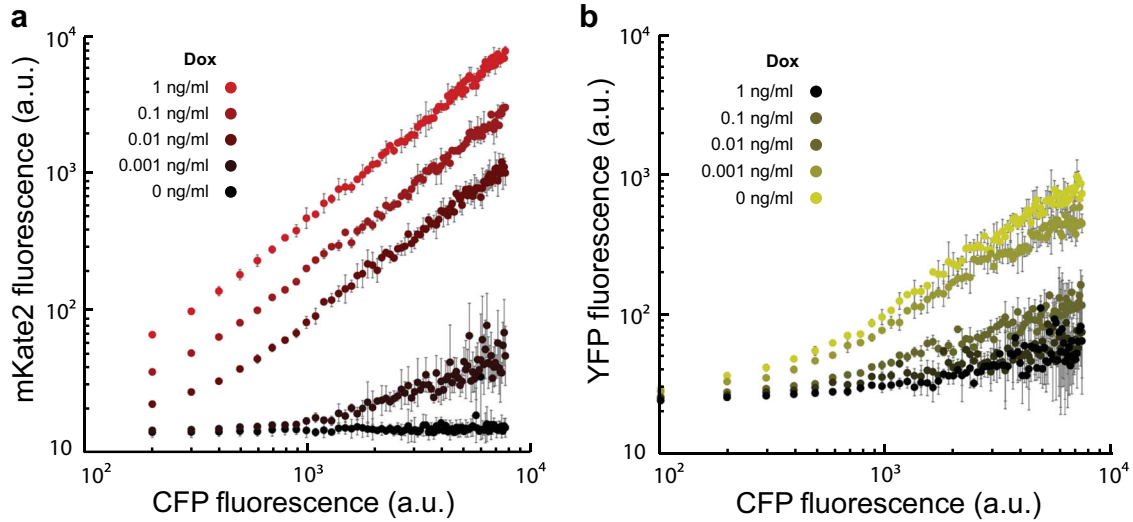 a
mKate2 fluorescence (a.u.)
10⁴
10³
10²
10
Dox
1 ng/ml
0.1 ng/ml
0.01 ng/ml
0.001 ng/ml
0 ng/ml
10² 10³ 10⁴
CFP fluorescence (a.u.)
b
YFP fluorescence (a.u.)
10⁴
10³
10²
10
Dox
1 ng/ml
0.1 ng/ml
0.01 ng/ml
0.001 ng/ml
0 ng/ml
10² 10³ 10⁴
CFP fluorescence (a.u.)